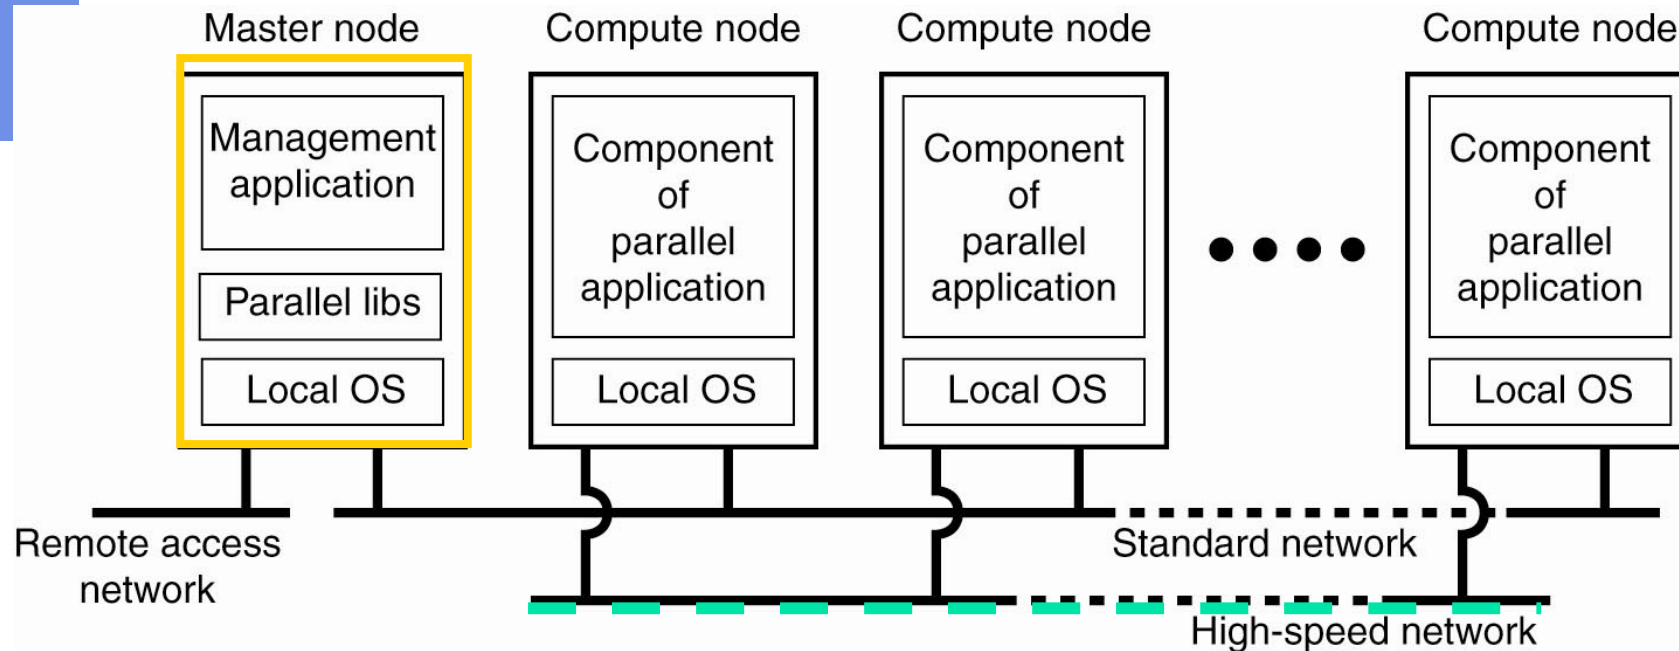 Master node
Compute node
Compute node
Compute node
Management
application
Parallel libs
Local OS
Component
of
parallel
application
Local OS
Component
of
parallel
application
Local OS
Component
of
parallel
application
Local OS
Remote access
network
Standard network
High-speed network